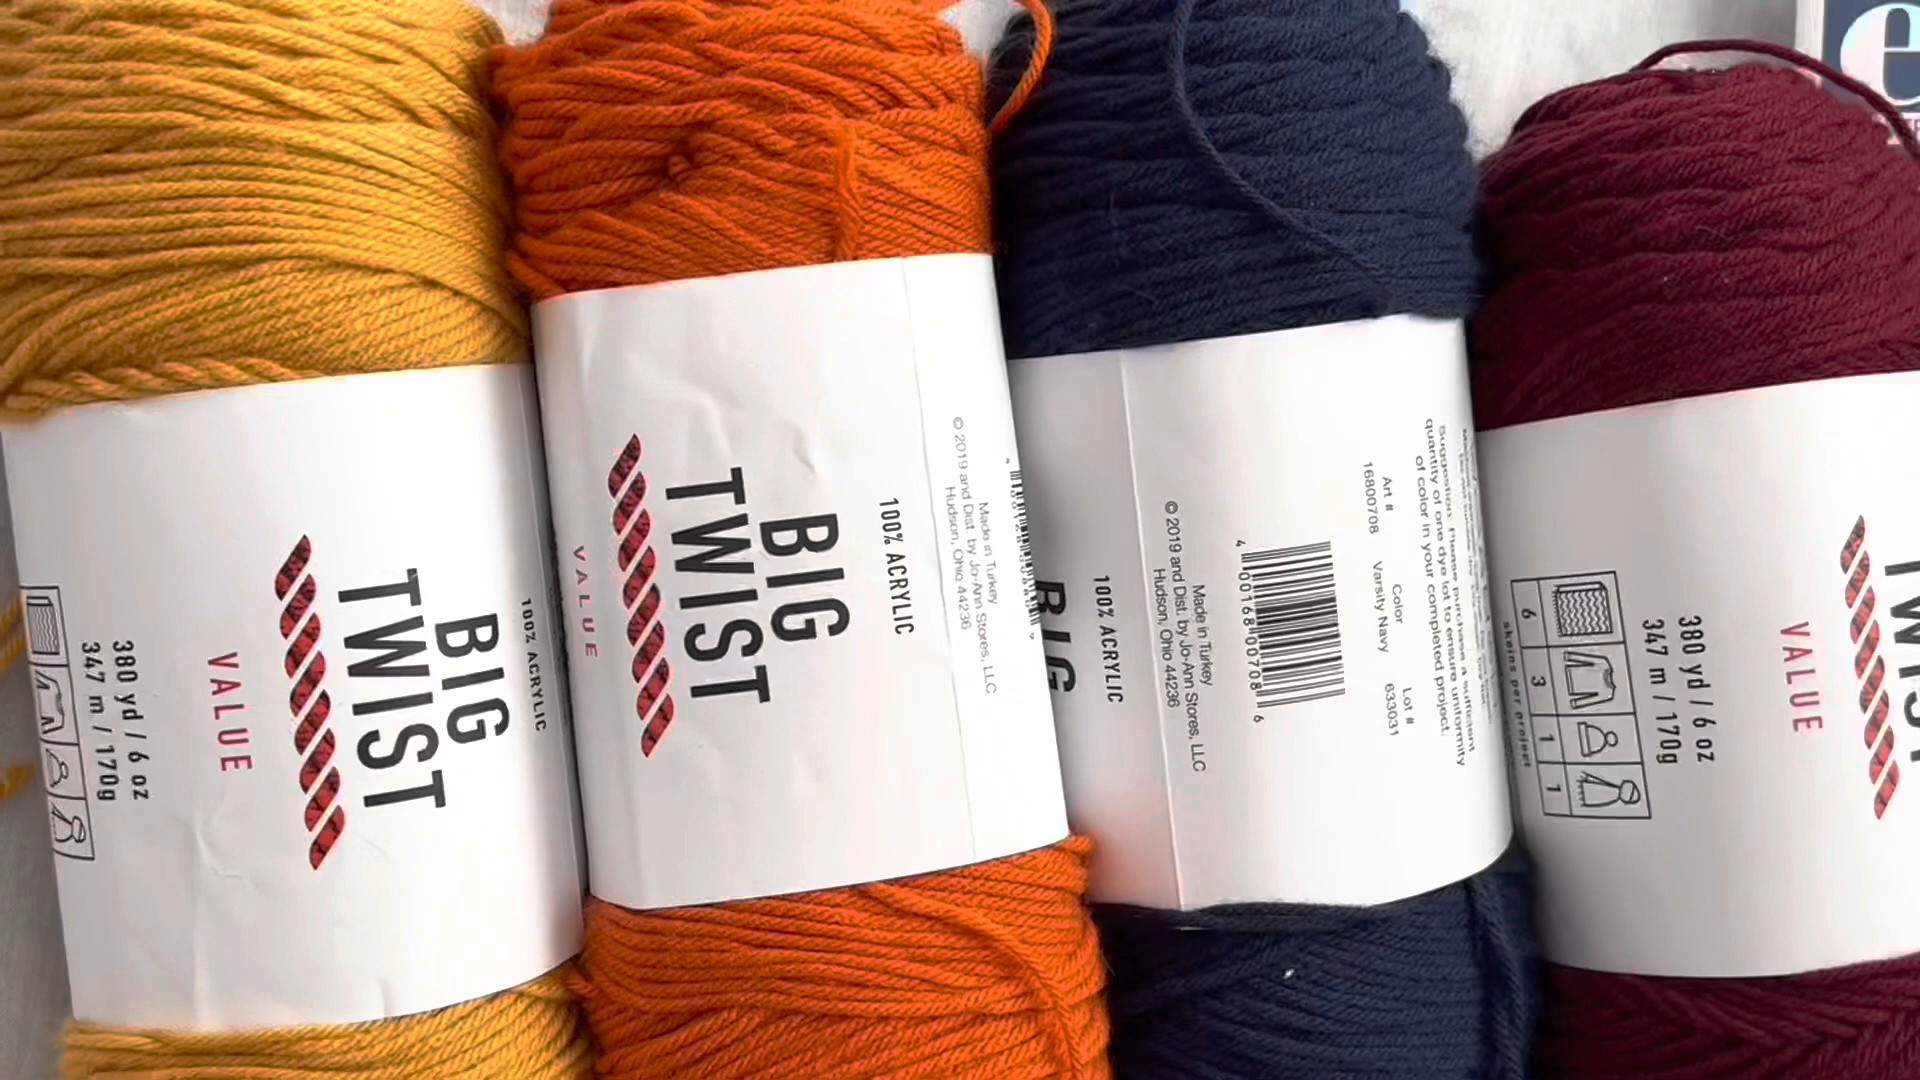 BIG
TWIST
VALUE
100% ACRYLIC
380 yd / 6 oz
347 m / 170g
BIG
TWIST
VALUE
100% ACRYLIC
Made in Turkey
© 2019 and Dist. by Jo-Ann Stores, LLC
Hudson, Ohio 44236
BIG
100% ACRYLIC
Made in Turkey
© 2019 and Dist. by Jo-Ann Stores, LLC
Hudson, Ohio 44236
4 00168 00708 6
Art #
16800708
Color
Varsity Navy
Lot #
633031
Suggestion: Please purchase a sufficient
quantity of one dye lot to ensure uniformity
of color in your completed project.
6 3 1 1
skeins per project
380 yd / 6 oz
347 m / 170g
VALUE
TWIST
e